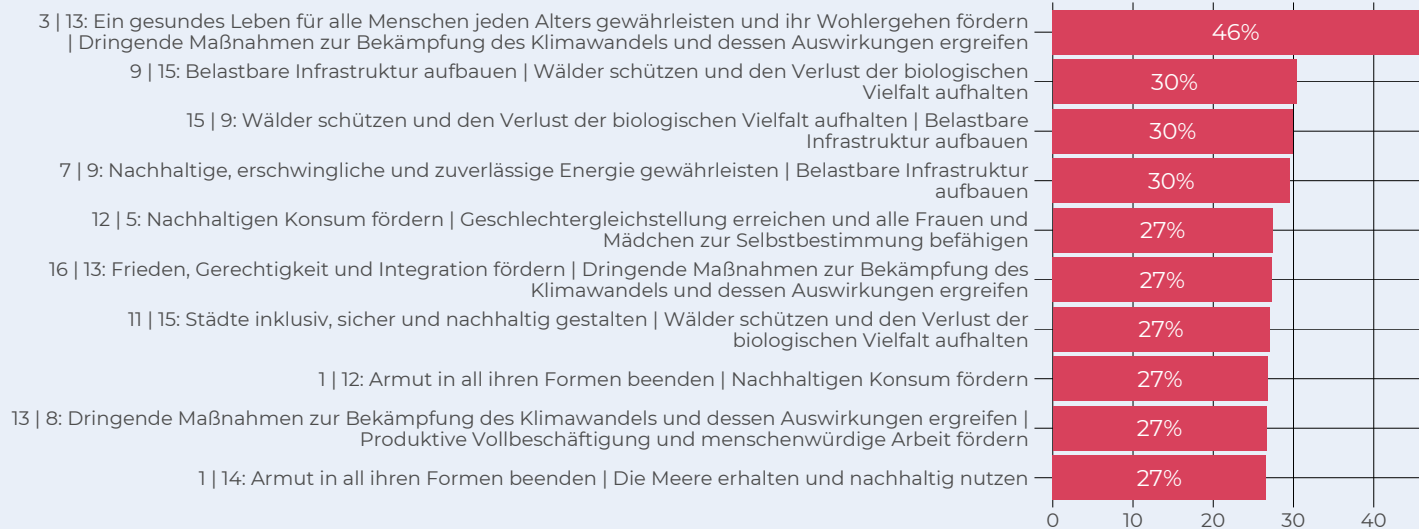 3 | 13: Ein gesundes Leben für alle Menschen jeden Alters gewährleisten und ihr Wohlergehen fördern
| Dringende Maßnahmen zur Bekämpfung des Klimawandels und dessen Auswirkungen ergreifen
46%
9 | 15: Belastbare Infrastruktur aufbauen | Wälder schützen und den Verlust der biologischen
Vielfalt aufhalten
30%
15 | 9: Wälder schützen und den Verlust der biologischen Vielfalt aufhalten | Belastbare
Infrastruktur aufbauen
30%
7 | 9: Nachhaltige, erschwingliche und zuverlässige Energie gewährleisten | Belastbare Infrastruktur
aufbauen
30%
12 | 5: Nachhaltigen Konsum fördern | Geschlechtergleichstellung erreichen und alle Frauen und
Mädchen zur Selbstbestimmung befähigen
27%
16 | 13: Frieden, Gerechtigkeit und Integration fördern | Dringende Maßnahmen zur Bekämpfung des
Klimawandels und dessen Auswirkungen ergreifen
27%
11 | 15: Städte inklusiv, sicher und nachhaltig gestalten | Wälder schützen und den Verlust der
biologischen Vielfalt aufhalten
27%
1 | 12: Armut in all ihren Formen beenden | Nachhaltigen Konsum fördern
27%
13 | 8: Dringende Maßnahmen zur Bekämpfung des Klimawandels und dessen Auswirkungen ergreifen |
Produktive Vollbeschäftigung und menschenwürdige Arbeit fördern
27%
1 | 14: Armut in all ihren Formen beenden | Die Meere erhalten und nachhaltig nutzen
27%
0 10 20 30 40